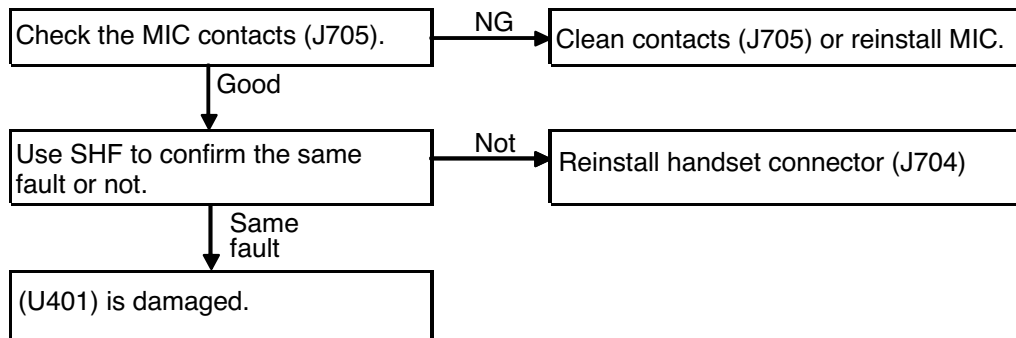 Check the MIC contacts (J705).
NG
Clean contacts (J705) or reinstall MIC.
Good
Use SHF to confirm the same
fault or not.
Not
Reinstall handset connector (J704)
Same
fault
(U401) is damaged.